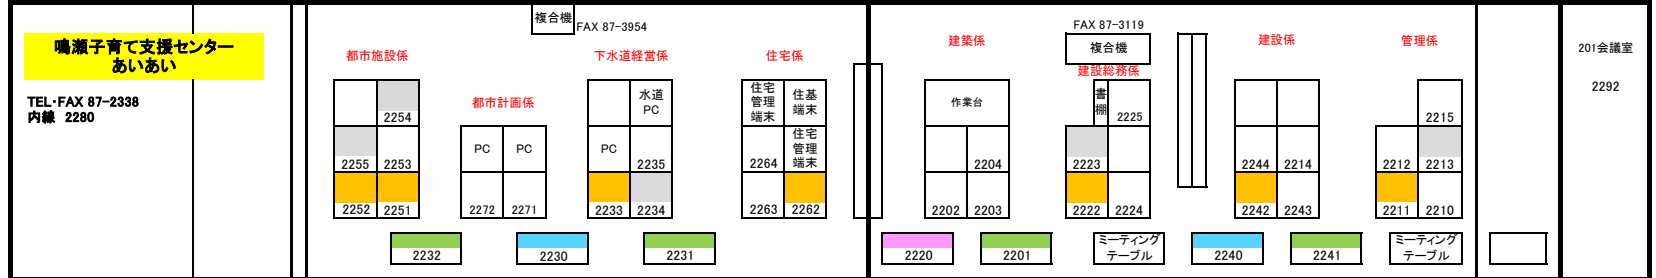 鳴瀬子育て支援センター
あいあい
TEL・FAX 87-2338
内線 2280
複合機
FAX 87-3954
都市施設係
2254
2255 2253
2252 2251
都市計画係
PC PC
2272 2271
下水道経営係
水道
PC
PC 2235
2233 2234
住宅係
住宅
管理
端末
住基
端末
2264
住宅
管理
端末
2263 2262
2232
2230
2231
建築係
作業台
2204
2202 2203
FAX 87-3119
複合機
建設総務係
書
棚
2225
2223
2222 2224
建設係
2244 2214
2242 2243
管理係
2215
2212 2213
2211 2210
2220
2201
ミーティング
テーブル
2240
2241
ミーティング
テーブル
201会議室
2292